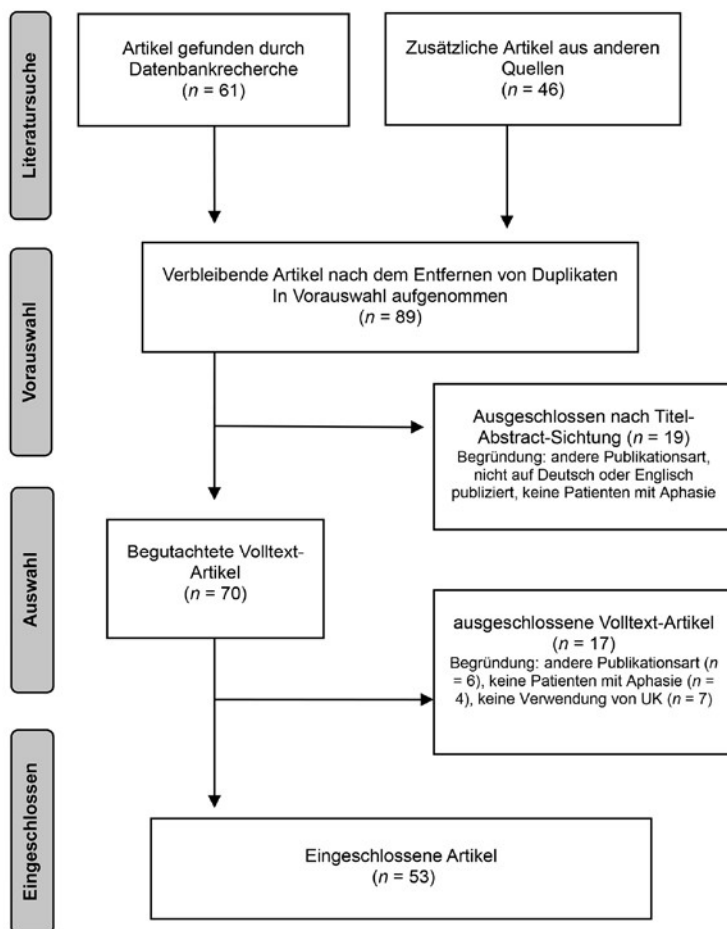 Literatursuche
Artikel gefunden durch
Datenbankrecherche
(n = 61)
Zusätzliche Artikel aus anderen
Quellen
(n = 46)
Vorauswahl
Verbleibende Artikel nach dem Entfernen von Duplikaten
In Vorauswahl aufgenommen
(n = 89)
Ausgeschlossen nach Titel-
Abstract-Sichtung (n = 19)
Begründung: andere Publikationsart,
nicht auf Deutsch oder Englisch
publiziert, keine Patienten mit Aphasie
Auswahl
Begutachtete Volltext-
Artikel
(n = 70)
ausgeschlossene Volltext-Artikel
(n = 17)
Begründung: andere Publikationsart (n
= 6), keine Patienten mit Aphasie (n =
4), keine Verwendung von UK (n = 7)
Eingeschlossen
Eingeschlossene Artikel
(n = 53)